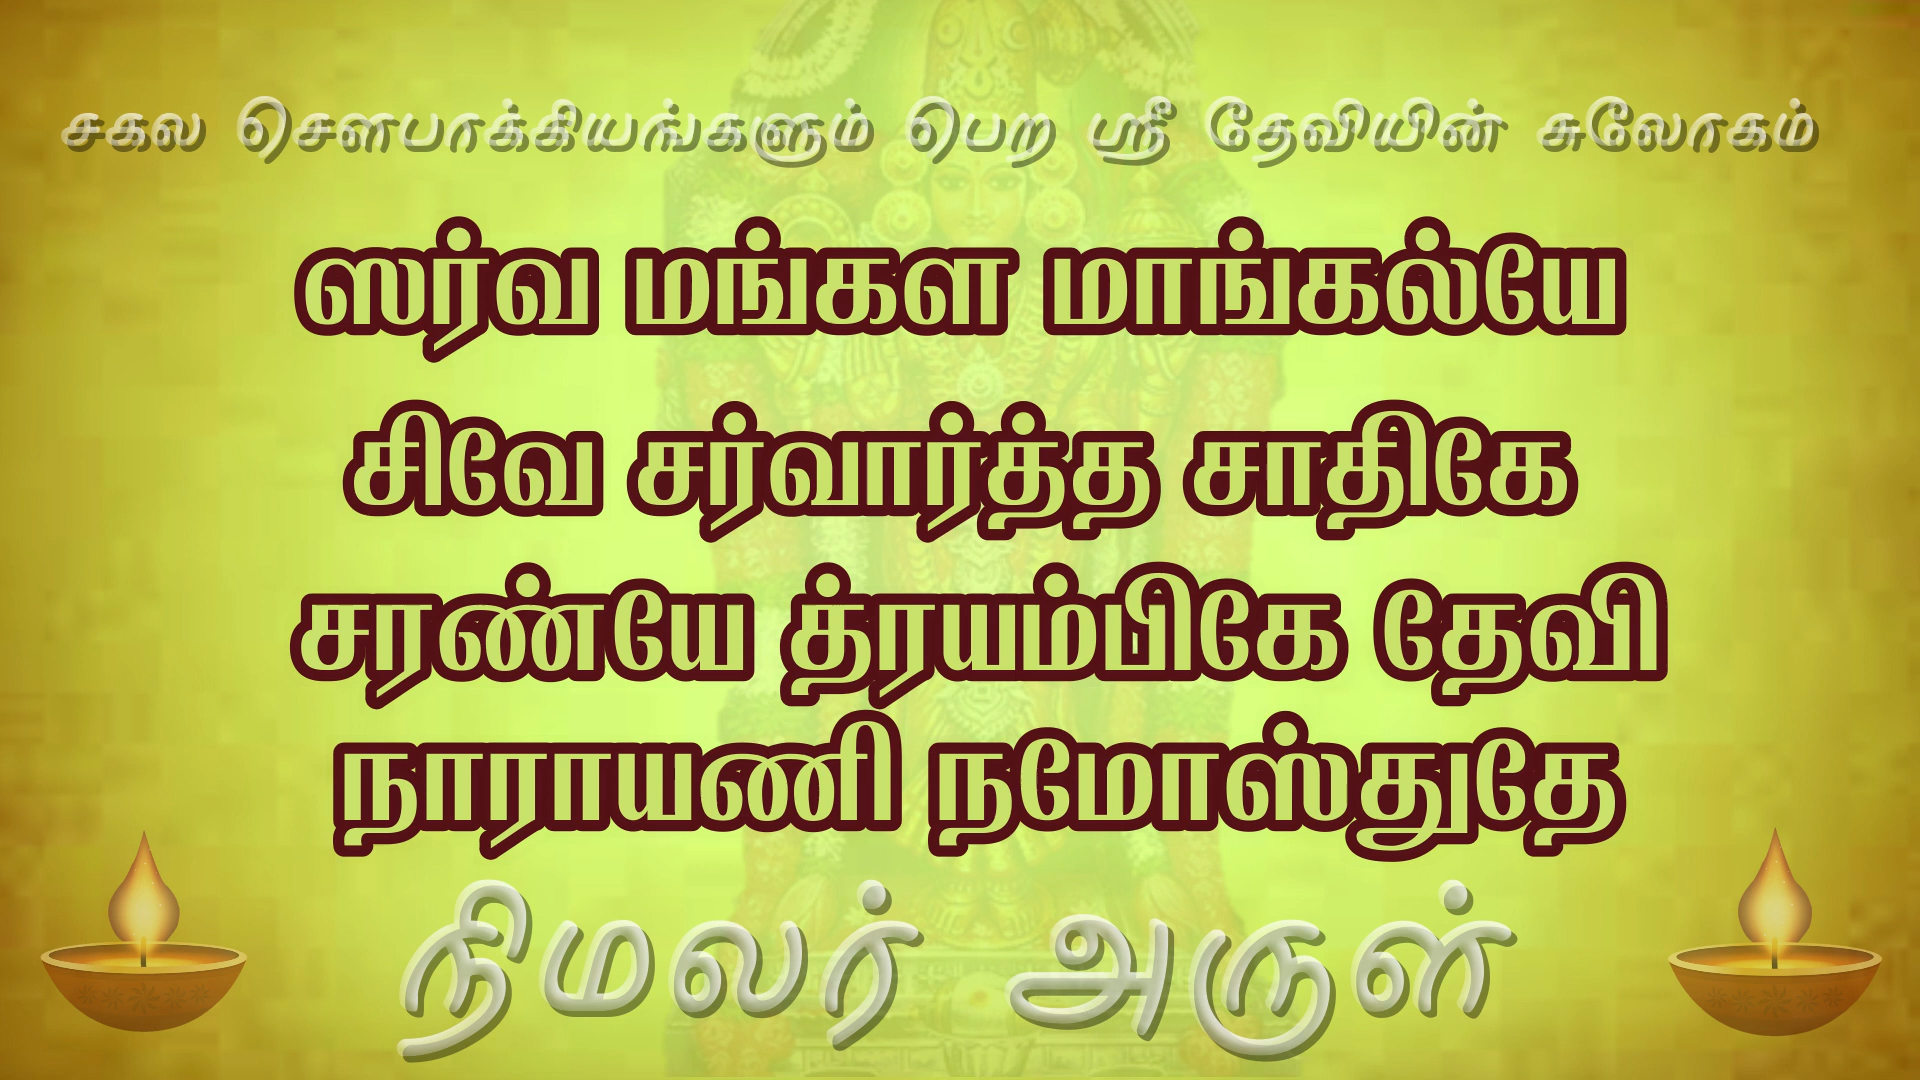 சகல சௌபாக்கியங்களும் பெற ஸ்ரீ தேவியின் சுலோகம்
ஸர்வ மங்கள மாங்கல்யே
சிவே சர்வார்த்த சாதிகே
சரண்யே த்ரயம்பிகே தேவி
நாராயணி நமோஸ்துதே
நிமலர் அருள்